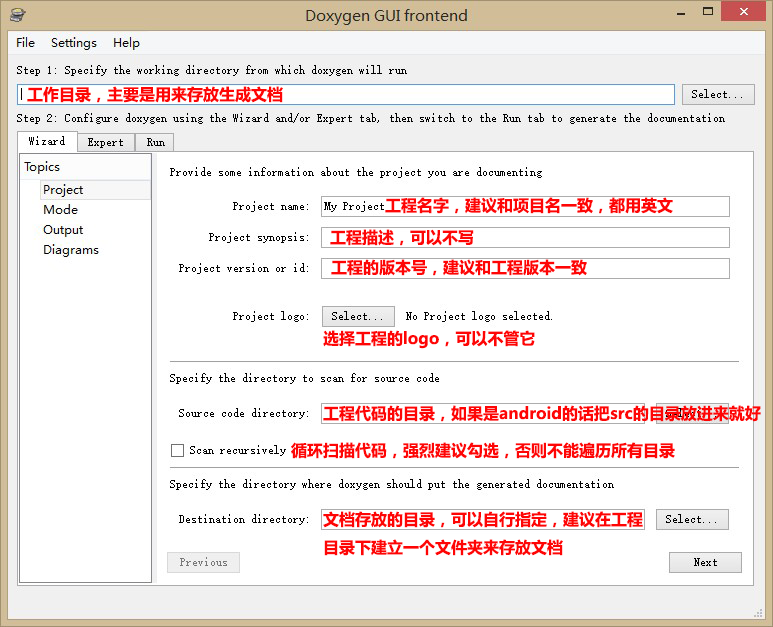 Doxygen GUI frontend
File Settings Help
Step 1: Specify the working directory from which doxygen will run
工作目录，主要是用来存放生成文档 Select...
Step 2: Configure doxygen using the Wizard and/or Expert tab, then switch to the Run tab to generate the documentation
Wizard Expert Run
Topics
Project
Mode
Output
Diagrams
Provide some information about the project you are documenting
Project name: My Project工程名字，建议和项目名一致，都用英文
Project synopsis: 工程描述，可以不写
Project version or id: 工程的版本号，建议和工程版本一致
Project logo: Select... No Project logo selected.
选择工程的logo，可以不管它
Specify the directory to scan for source code
Source code directory: 工程代码的目录，如果是android的话把src的目录放进来就好
Scan recursively 循环扫描代码，强烈建议勾选，否则不能遍历所有目录
Specify the directory where doxygen should put the generated documentation
Destination directory: 文档存放的目录，可以自行指定，建议在工程 Select...
目录下建立一个文件夹来存放文档
Previous Next